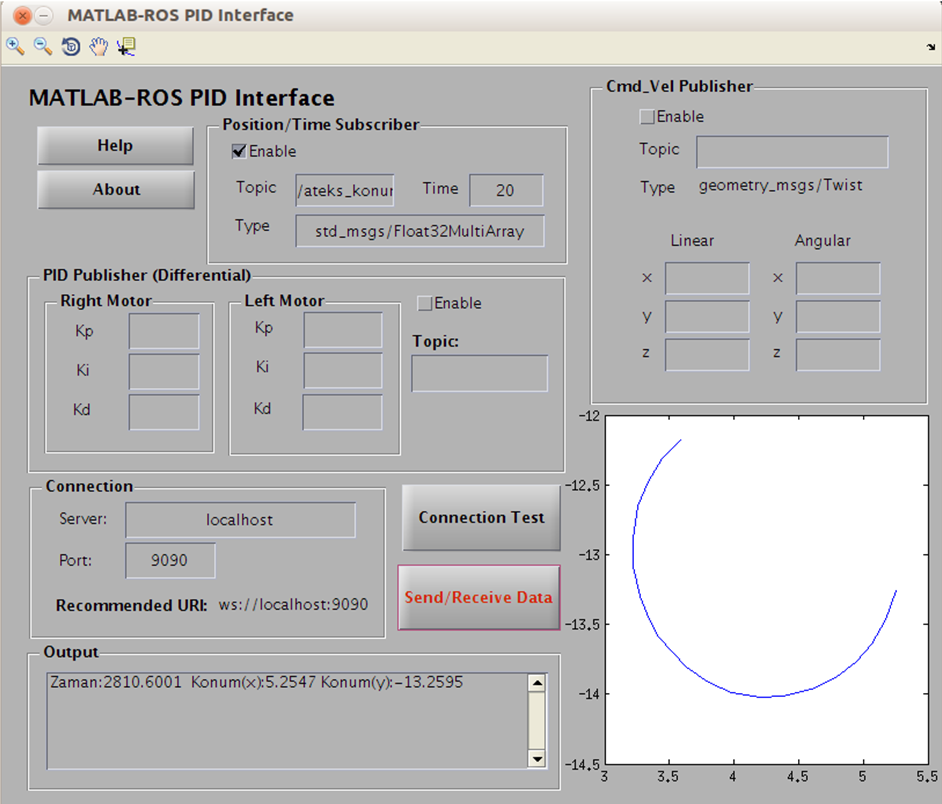 MATLAB-ROS PID Interface
MATLAB-ROS PID Interface
Help
About
Position/Time Subscriber
Enable
Topic /ateks_konur Time 20
Type std_msgs/Float32MultiArray
Cmd_Vel Publisher
Enable
Topic
Type geometry_msgs/Twist
Linear Angular
x x
y y
z z
PID Publisher (Differential)
Right Motor
Kp
Ki
Kd
Left Motor
Kp
Ki
Kd
Enable
Topic:
Connection
Server: localhost
Port: 9090
Recommended URI: ws://localhost:9090
Connection Test
Send/Receive Data
Output
Zaman:2810.6001 Konum(x):5.2547 Konum(y):-13.2595
-12
-12.5
-13
-13.5
-14
-14.5
3 3.5 4 4.5 5 5.5